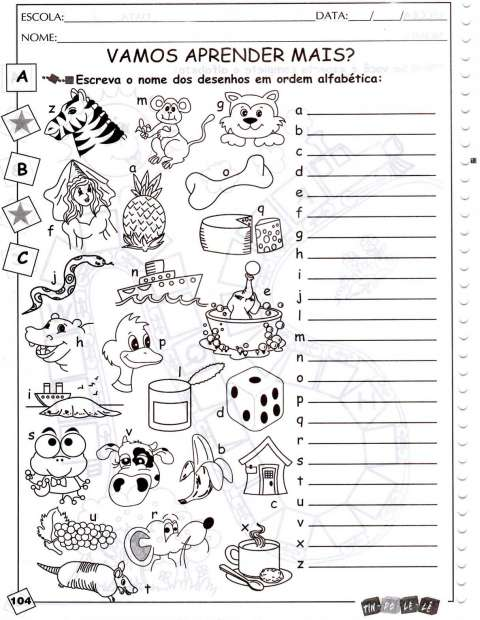 ESCOLA: DATA: / /
NOME:
VAMOS APRENDER MAIS?
A
Escreva o nome dos desenhos em ordem alfabética:
z
m
g
B
a
o
f
q
C
j
n
e
h
p
i
l
d
s
v
b
c
u
r
x
t
a
b
c
d
e
f
g
h
i
j
l
m
n
o
p
q
r
s
t
u
v
x
z
104
TIN-DO-LE-LÊ